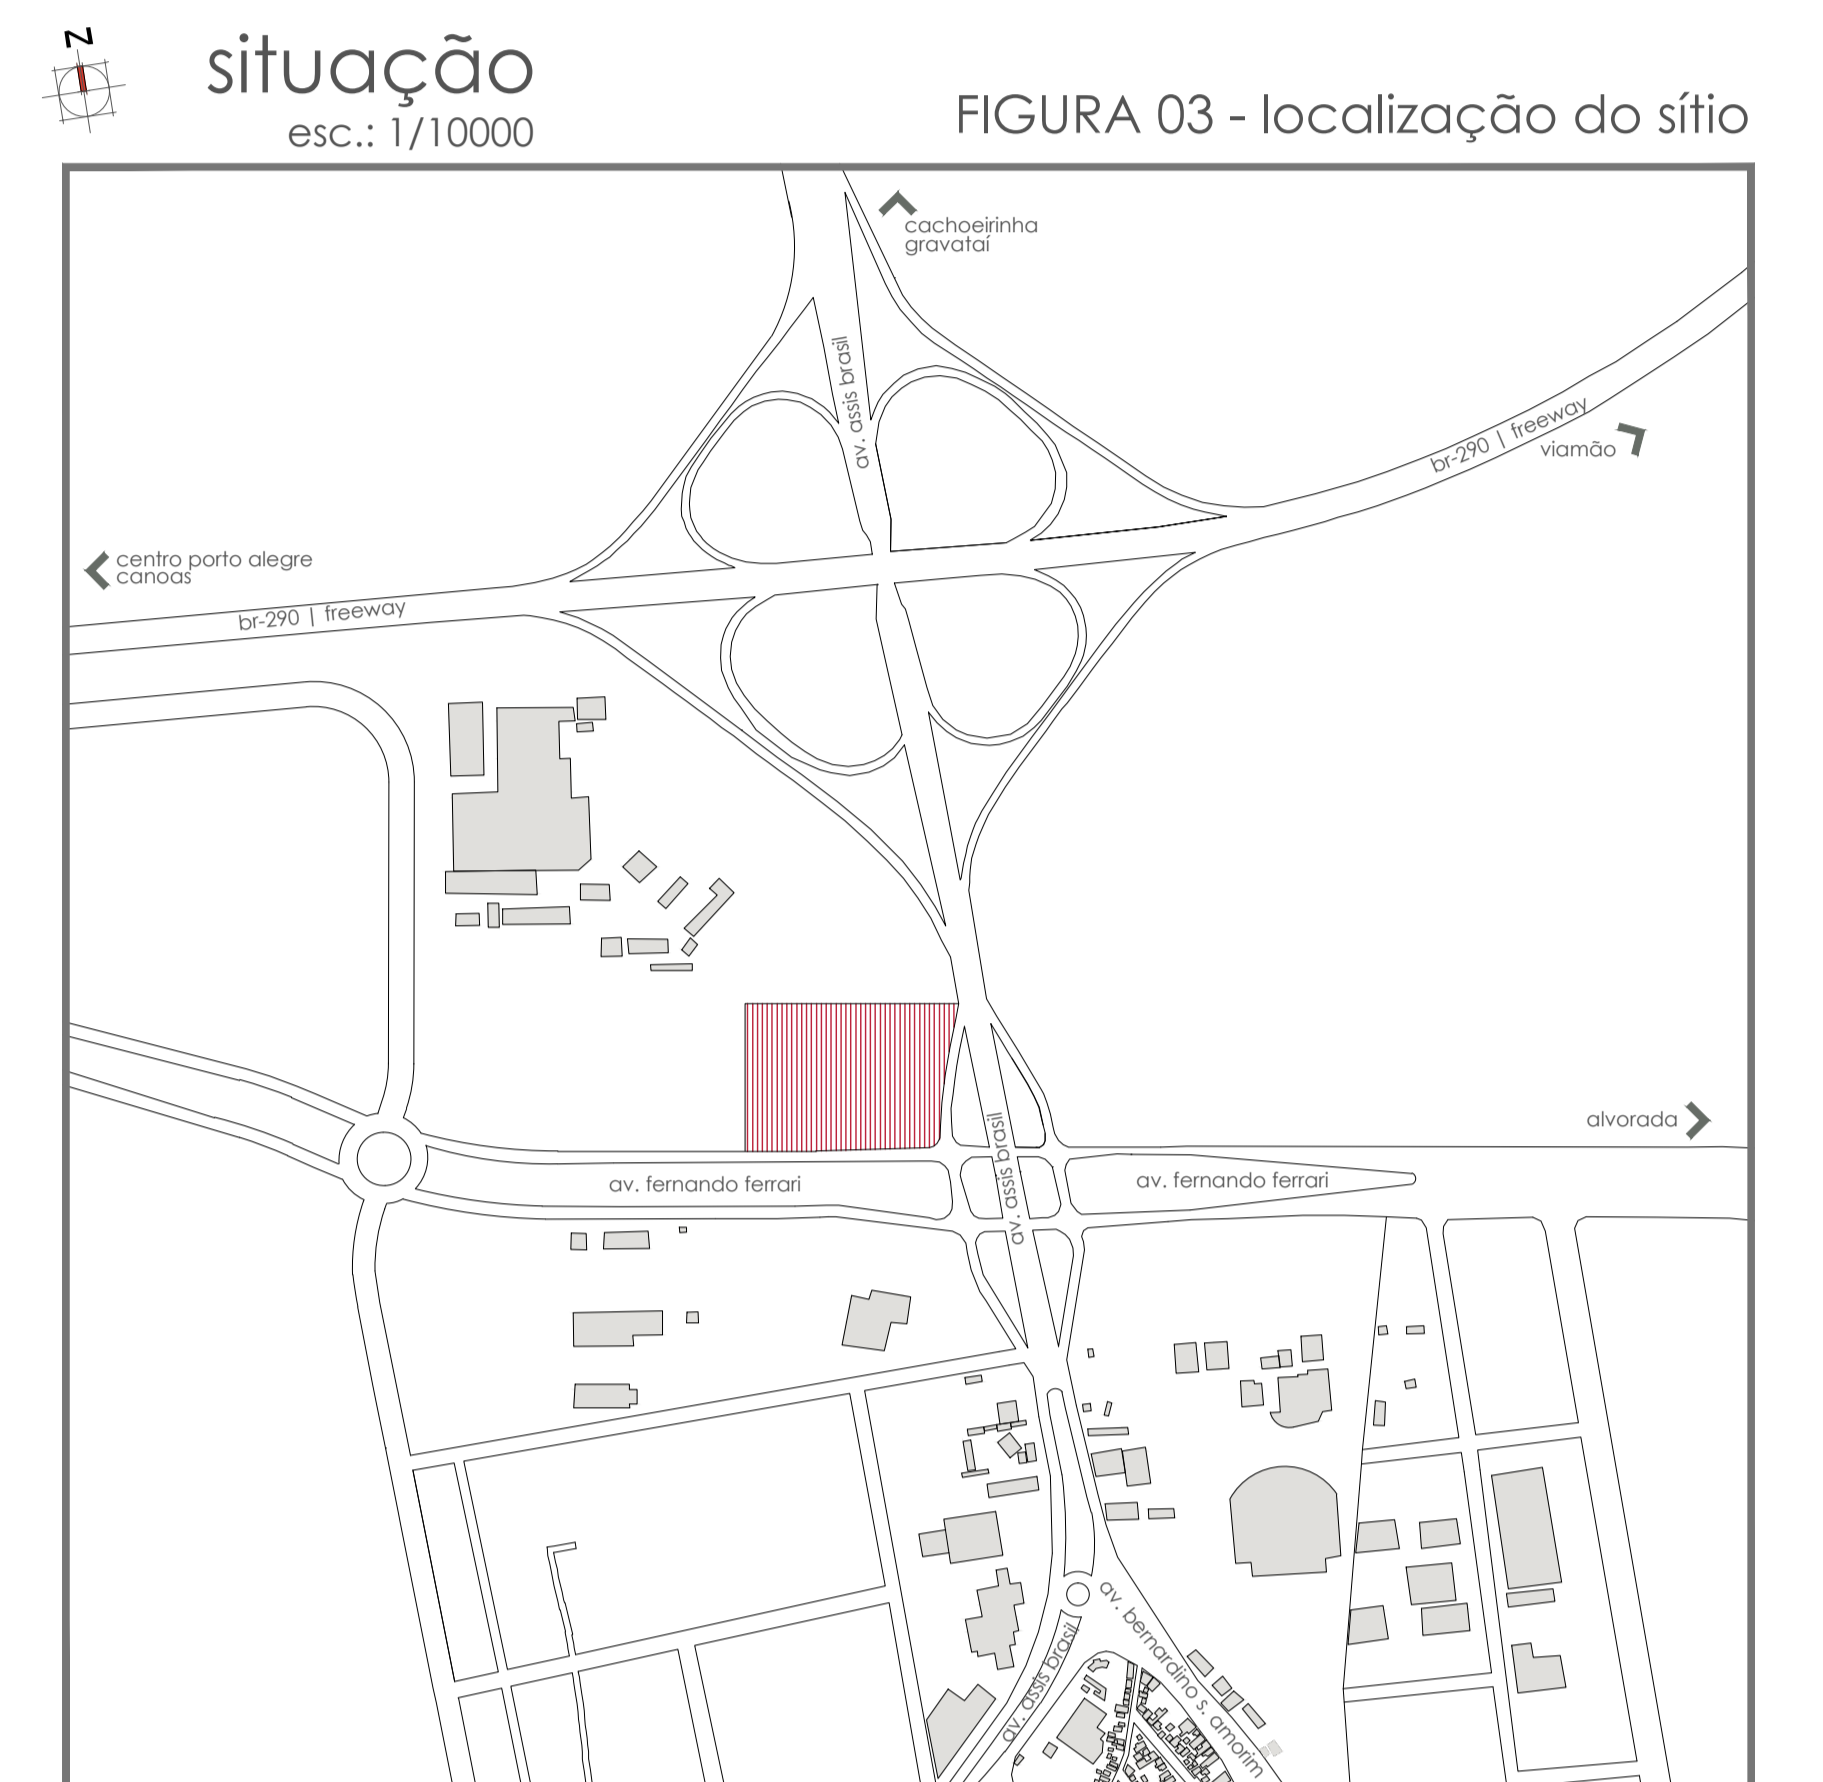 N
situação
esc.: 1/10000
FIGURA 03 - localização do sítio
cachoeirinha
gravataí
av. assis brasil
br-290 | freeway
viamão
centro porto alegre
canoas
br-290 | freeway
alvorada
av. assis brasil
av. fernando ferrari
av. fernando ferrari
av. bernardino s. amorim
av. assis brasil